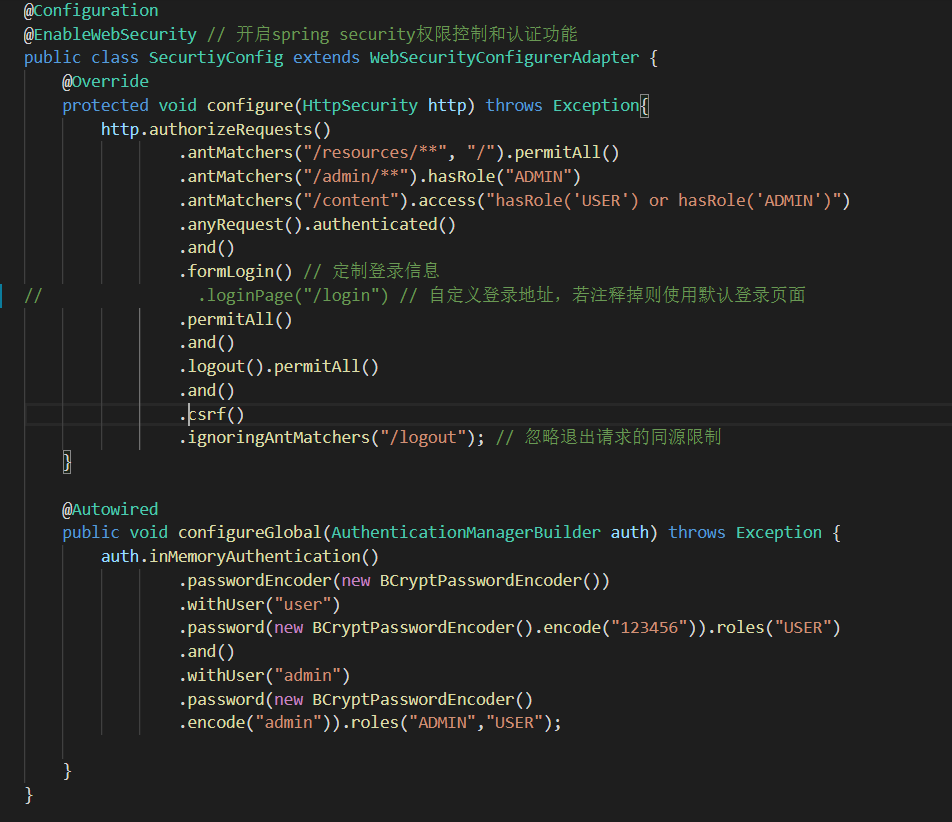 @Configuration
@EnableWebSecurity // 开启spring security权限控制和认证功能
public class SecurtiyConfig extends WebSecurityConfigurerAdapter {
    @Override
    protected void configure(HttpSecurity http) throws Exception{
        http.authorizeRequests()
                .antMatchers("/resources/**", "/").permitAll()
                .antMatchers("/admin/**").hasRole("ADMIN")
                .antMatchers("/content").access("hasRole('USER') or hasRole('ADMIN')")
                .anyRequest().authenticated()
                .and()
                .formLogin() // 定制登录信息
//                .loginPage("/login") // 自定义登录地址，若注释掉则使用默认登录页面
                .permitAll()
                .and()
                .logout().permitAll()
                .and()
                .csrf()
                .ignoringAntMatchers("/logout"); // 忽略退出请求的同源限制
    }
    @Autowired
    public void configureGlobal(AuthenticationManagerBuilder auth) throws Exception {
        auth.inMemoryAuthentication()
                .passwordEncoder(new BCryptPasswordEncoder())
                .withUser("user")
                .password(new BCryptPasswordEncoder().encode("123456")).roles("USER")
                .and()
                .withUser("admin")
                .password(new BCryptPasswordEncoder()
                .encode("admin")).roles("ADMIN","USER");
    }
}